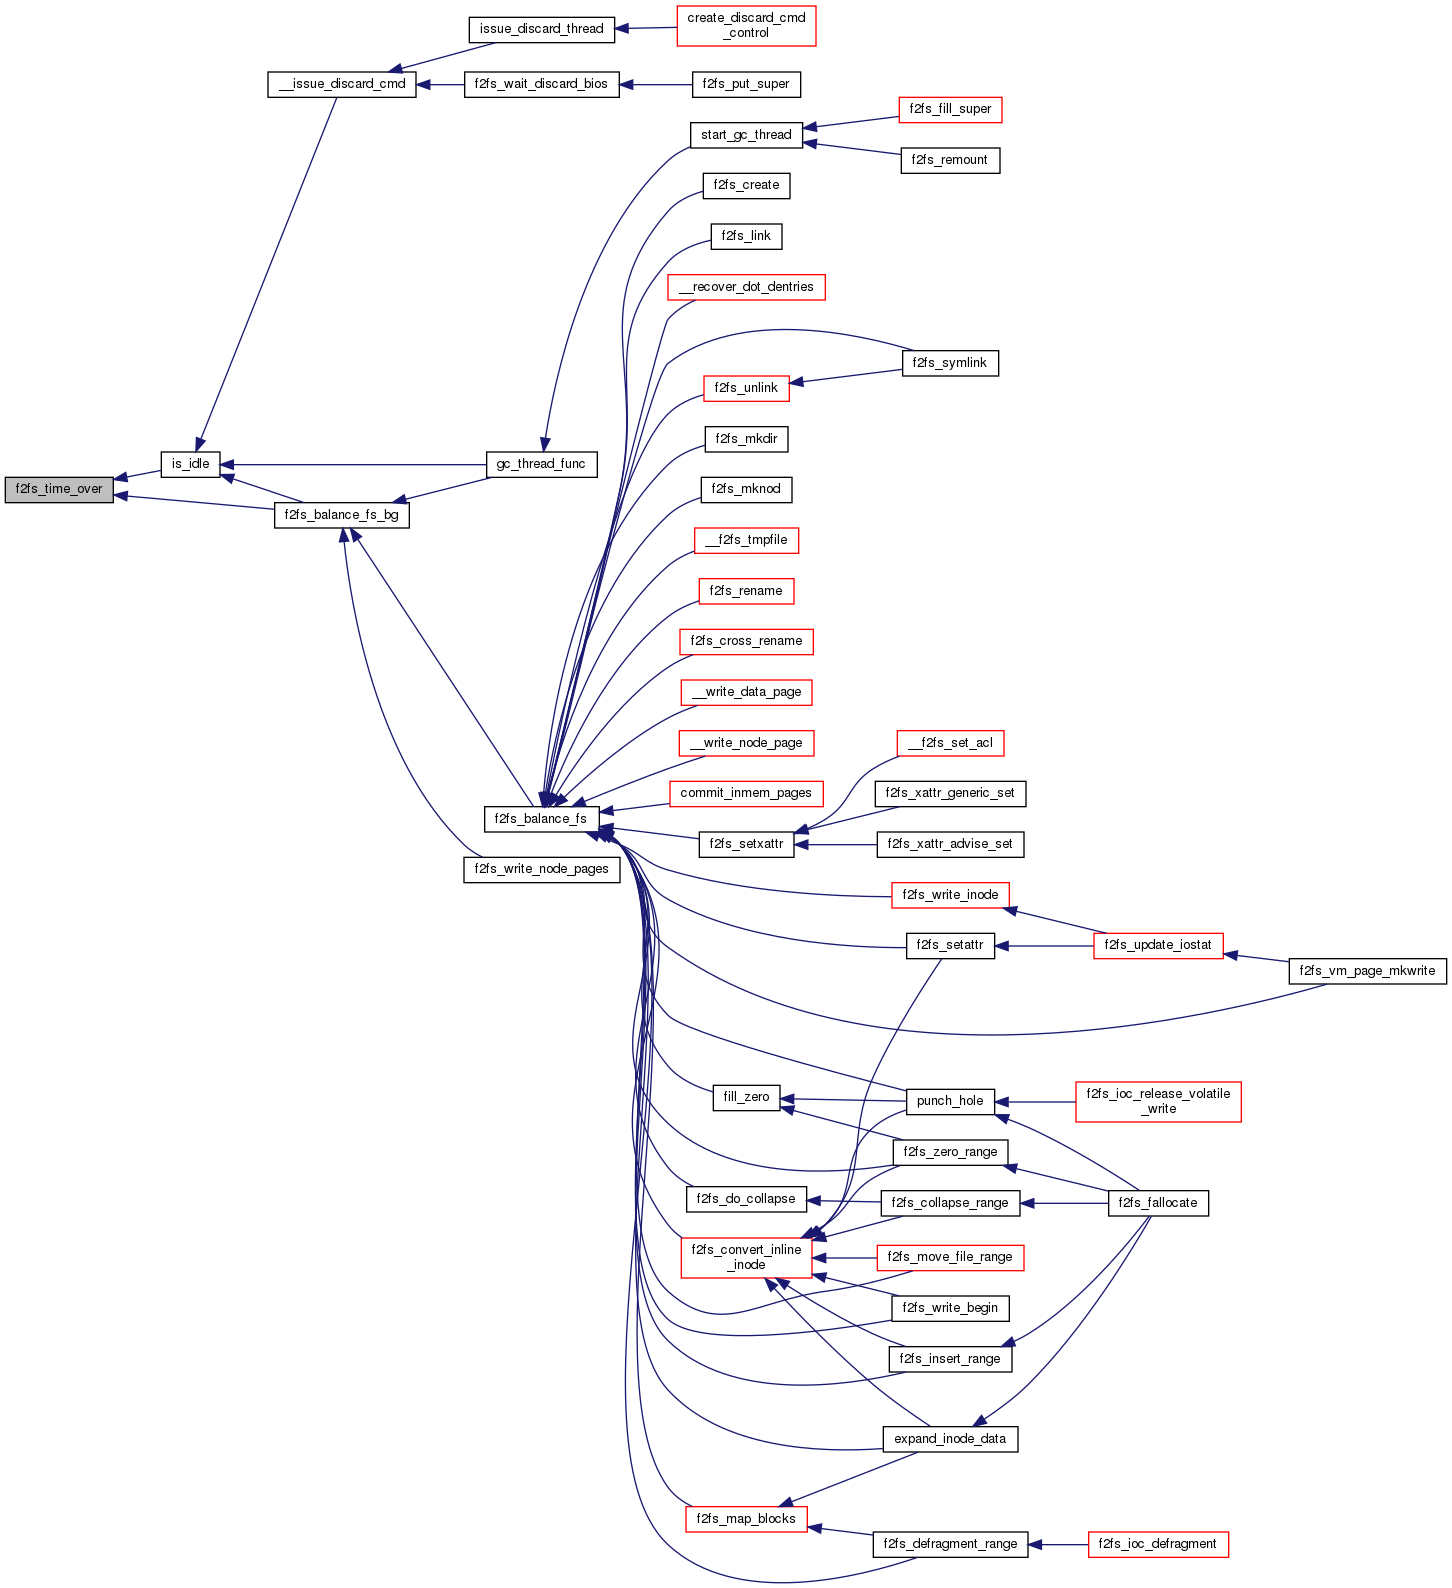 issue_discard_thread
create_discard_cmd
_control
__issue_discard_cmd
f2fs_wait_discard_bios
f2fs_put_super
f2fs_fill_super
start_gc_thread
f2fs_remount
f2fs_create
f2fs_link
__recover_dot_dentries
f2fs_symlink
f2fs_unlink
f2fs_mkdir
is_idle
gc_thread_func
f2fs_time_over
f2fs_mknod
f2fs_balance_fs_bg
__f2fs_tmpfile
f2fs_rename
f2fs_cross_rename
__write_data_page
__write_node_page
__f2fs_set_acl
commit_inmem_pages
f2fs_xattr_generic_set
f2fs_balance_fs
f2fs_setxattr
f2fs_xattr_advise_set
f2fs_write_node_pages
f2fs_write_inode
f2fs_setattr
f2fs_update_iostat
f2fs_vm_page_mkwrite
fill_zero
punch_hole
f2fs_ioc_release_volatile
_write
f2fs_zero_range
f2fs_do_collapse
f2fs_collapse_range
f2fs_fallocate
f2fs_convert_inline
_inode
f2fs_move_file_range
f2fs_write_begin
f2fs_insert_range
expand_inode_data
f2fs_map_blocks
f2fs_defragment_range
f2fs_ioc_defragment